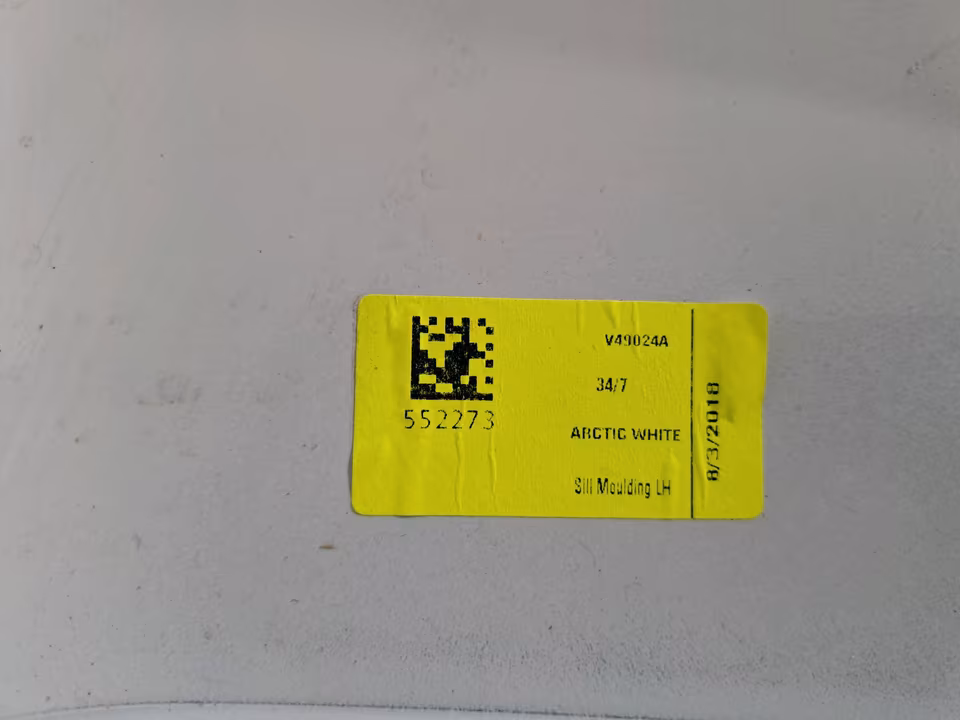 V49024A
34/7
552273
ARCTIC WHITE
Sill Moulding LH
8/3/2018